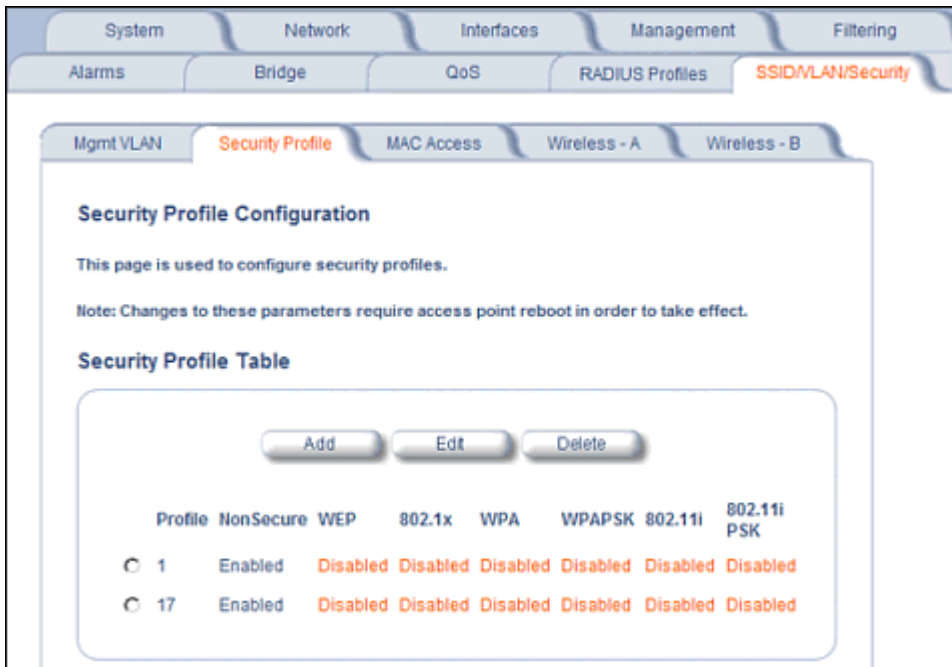 System Network Interfaces Management Filtering
Alarms Bridge QoS RADIUS Profiles SSID/VLAN/Security
Mgmt VLAN Security Profile MAC Access Wireless - A Wireless - B
Security Profile Configuration
This page is used to configure security profiles.
Note: Changes to these parameters require access point reboot in order to take effect.
Security Profile Table
Add Edit Delete
Profile NonSecure WEP 802.1x WPA WPAPSK 802.11i 802.11i PSK
1 Enabled Disabled Disabled Disabled Disabled Disabled Disabled
17 Enabled Disabled Disabled Disabled Disabled Disabled Disabled